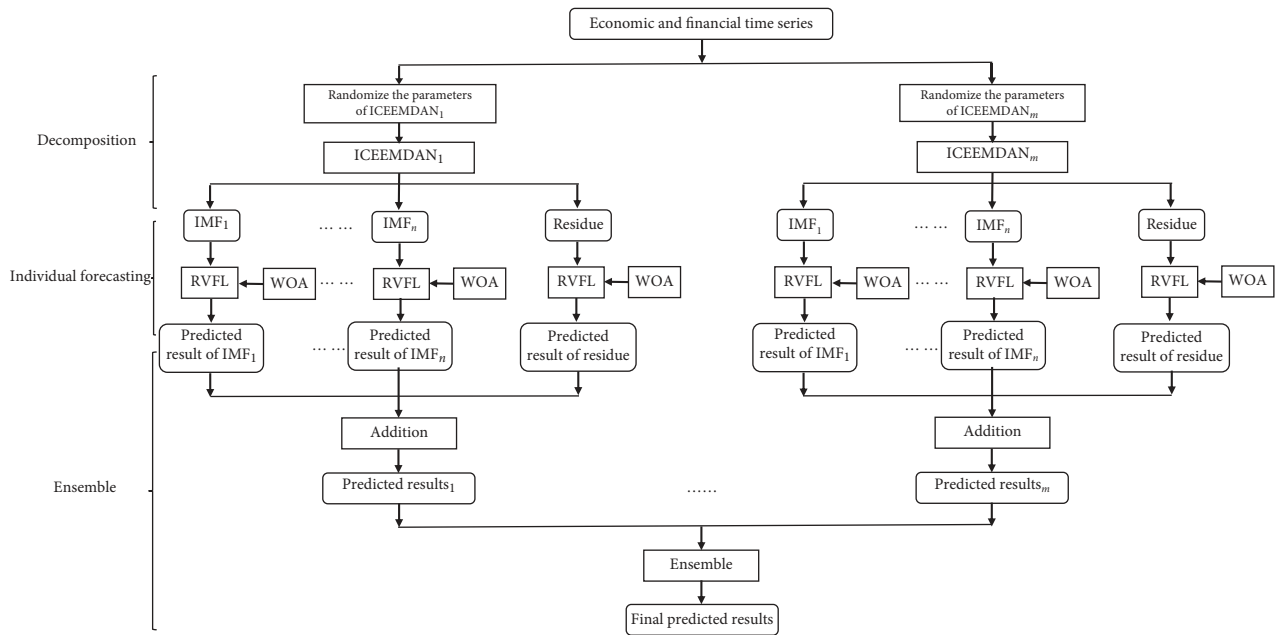 Economic and financial time series
Decomposition
Randomize the parameters
of ICEEMDAN1
Randomize the parameters
of ICEEMDANm
ICEEMDAN1
ICEEMDANm
Individual forecasting
IMF1
... ...
IMFn
Residue
IMF1
... ...
IMFn
Residue
RVFL
WOA
... ...
RVFL
WOA
RVFL
WOA
RVFL
WOA
... ...
RVFL
WOA
RVFL
WOA
Predicted
result of IMF1
... ...
Predicted
result of IMFn
Predicted
result of residue
Predicted
result of IMF1
... ...
Predicted
result of IMFn
Predicted
result of residue
Ensemble
Addition
Addition
Predicted results1
......
Predicted resultsm
Ensemble
Final predicted results